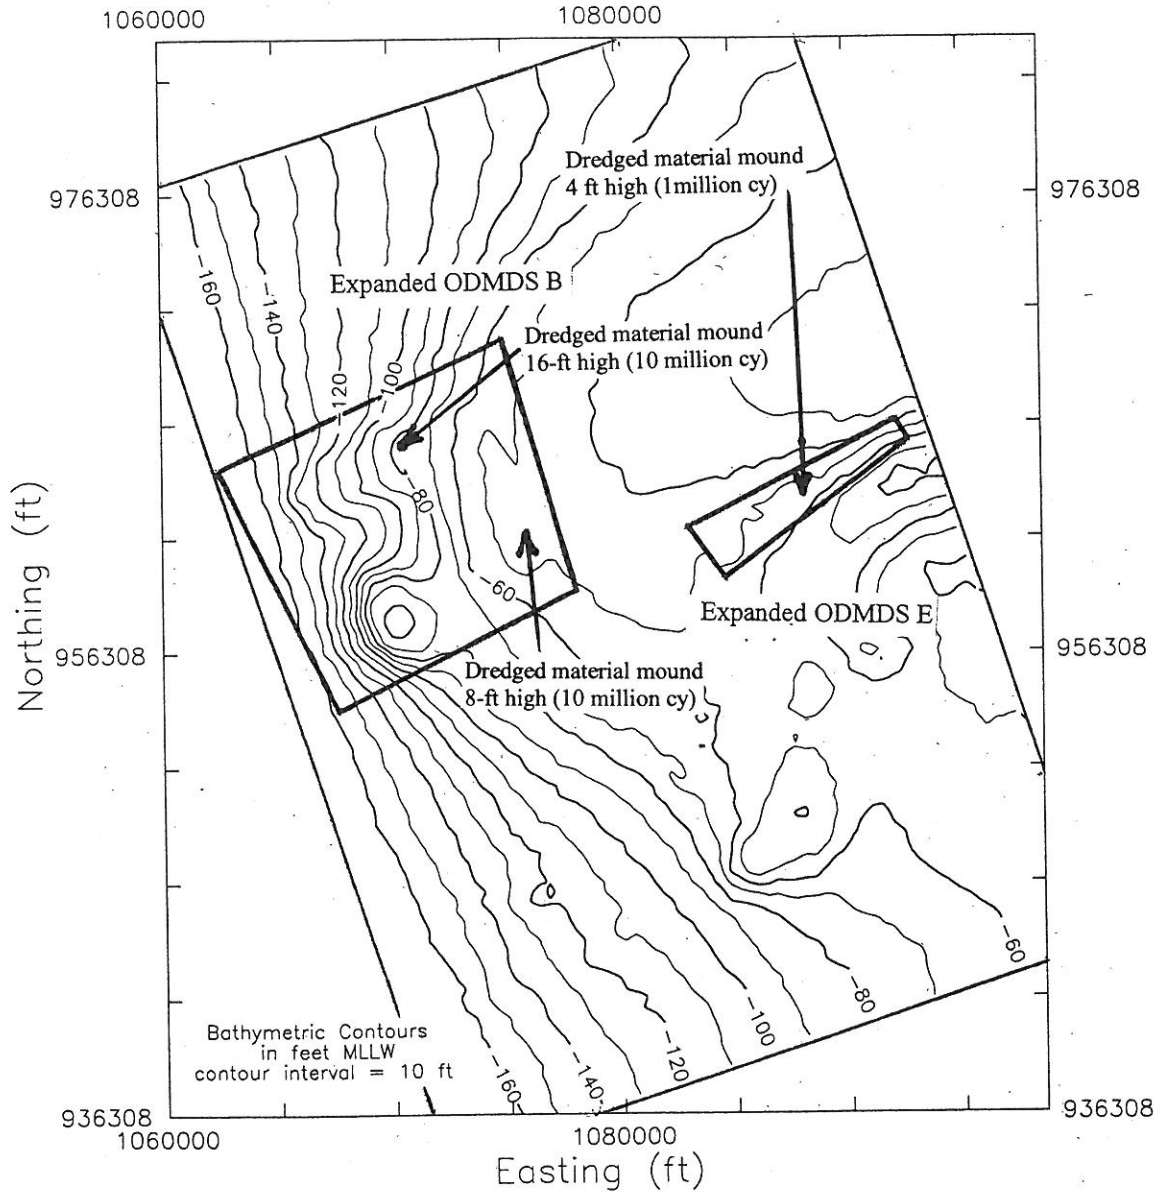 1060000
1080000
Dredged material mound
4 ft high (1million cy)
976308
976308
-160
-140
Expanded ODMDS B
Dredged material mound
16-ft high (10 million cy)
-120
-100
-80
-60
Northing (ft)
Expanded ODMDS E
956308
956308
Dredged material mound
8-ft high (10 million cy)
-60
-80
-100
-120
-140
-160
Bathymetric Contours
in feet MLLW
contour interval = 10 ft
936308
936308
1060000
1080000
Easting (ft)